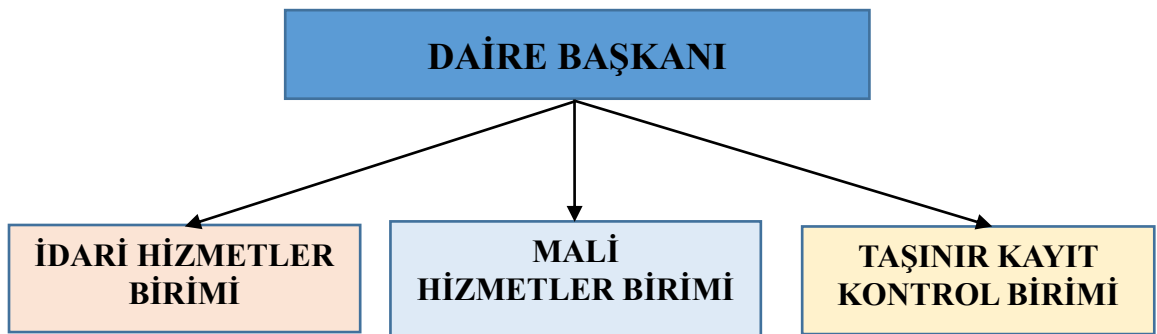 DAİRE BAŞKANI
İDARİ HİZMETLER
BİRİMİ
MALİ
HİZMETLER BİRİMİ
TAŞINIR KAYIT
KONTROL BİRİMİ